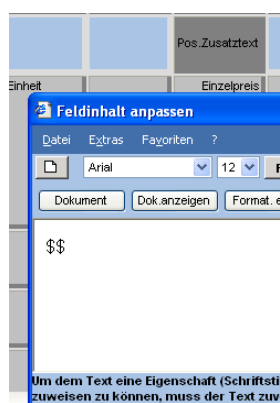 Pos.Zusatztext
Einheit Einzelpreis
Feldinhalt anpassen
Datei Extras Favoriten ?
Arial 12 F
Dokument Dok.anzeigen Format.
$$
Um dem Text eine Eigenschaft (Schriftsti
zuweisen zu können, muss der Text zuv